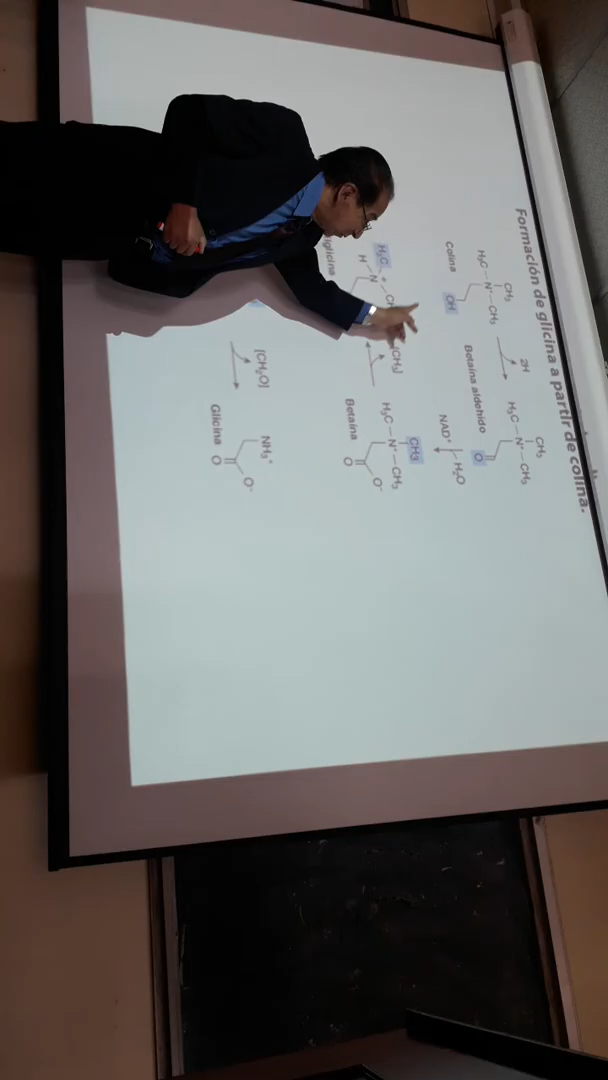 Formación de glicina a partir de colina.
CH₃
H₃C—N⁺—CH₃
OH
Colina
2H
CH₃
H₃C—N⁺—CH₃
O
Betaína aldehído
NAD⁺
H₂O
CH3
H₃C—N⁺—CH₃
O⁻
O
Betaína
[CH₃]
H₃C
+
N
H
[CH₂O]
NH₃⁺
O⁻
O
Glicina